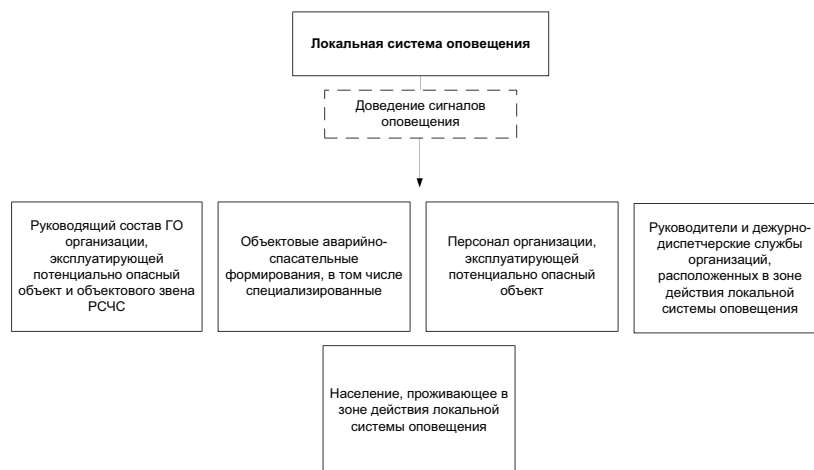 Локальная система оповещения
Доведение сигналов
оповещения
Руководящий состав ГО
организации,
эксплуатирующей
потенциально опасный
объект и объектового звена
РСЧС
Объектовые аварийно-
спасательные
формирования, в том числе
специализированные
Персонал организации,
эксплуатирующей
потенциально опасный
объект
Руководители и дежурно-
диспетчерские службы
организаций,
расположенных в зоне
действия локальной
системы оповещения
Население, проживающее в
зоне действия локальной
системы оповещения